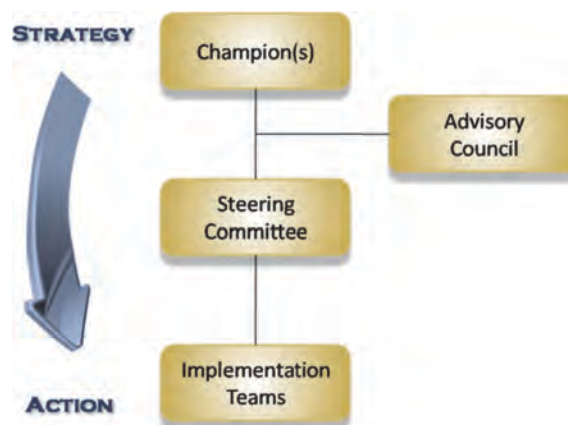 STRATEGY
Champion(s)
Advisory
Council
Steering
Committee
Implementation
Teams
ACTION